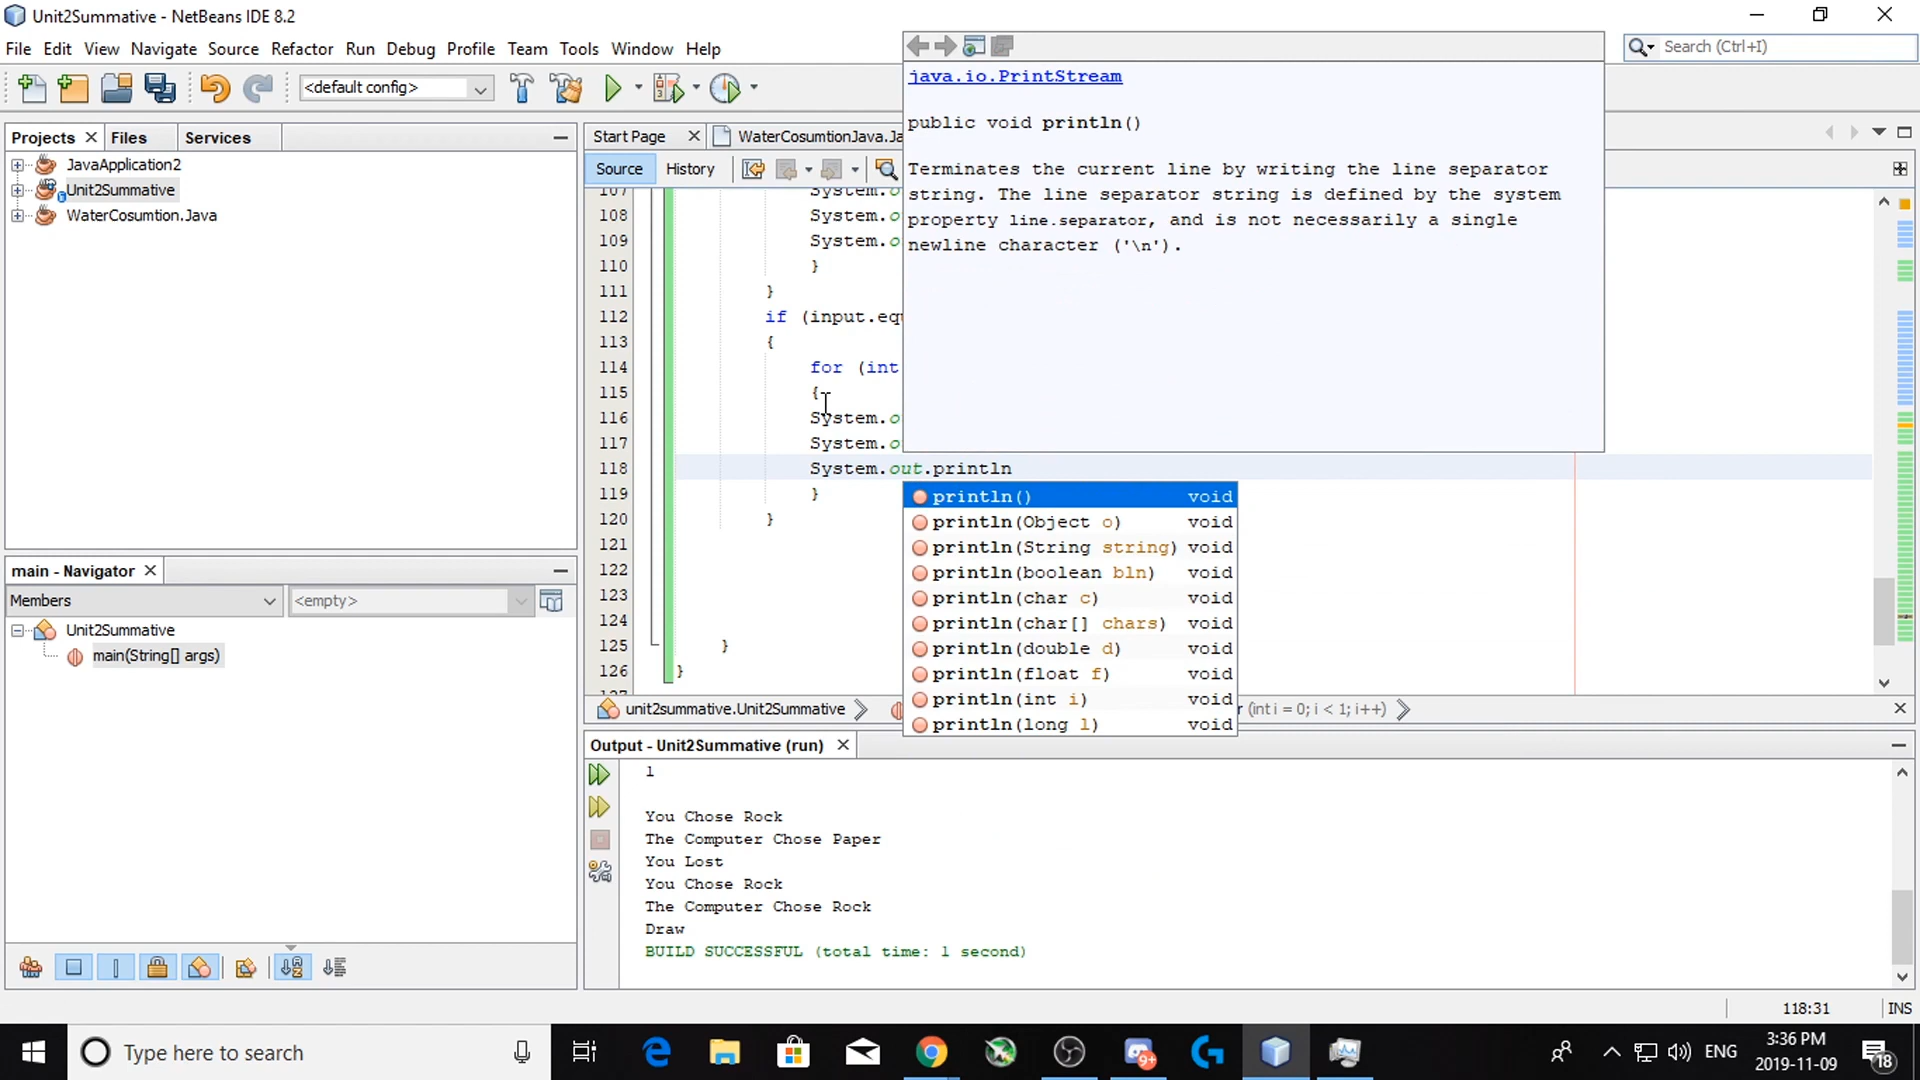 Unit2Summative - NetBeans IDE 8.2
File Edit View Navigate Source Refactor Run Debug Profile Team Tools Window Help
Search (Ctrl+I)
<default config>
Projects Files Services
JavaApplication2
Unit2Summative
WaterCosumtion.Java
Start Page WaterCosumtionJava.Ja
Source History
java.io.PrintStream
public void println()
Terminates the current line by writing the line separator
string. The line separator string is defined by the system
property line.separator, and is not necessarily a single
newline character ('\n').
107 System.o
108 System.o
109 System.o
110 }
111 }
112 if (input.equ
113 {
114 for (int
115 {
116 System.o
117 System.o
118 System.out.println
119 }
120 }
121
122
123
124
125 }
126 }
println() void
println(Object o) void
println(String string) void
println(boolean bln) void
println(char c) void
println(char[] chars) void
println(double d) void
println(float f) void
println(int i) void
println(long l) void
main - Navigator
Members <empty>
Unit2Summative
main(String[] args)
unit2summative.Unit2Summative r (int i = 0; i < 1; i++)
Output - Unit2Summative (run)
1
You Chose Rock
The Computer Chose Paper
You Lost
You Chose Rock
The Computer Chose Rock
Draw
BUILD SUCCESSFUL (total time: 1 second)
118:31 INS
Type here to search
9+
ENG
3:36 PM
2019-11-09
18